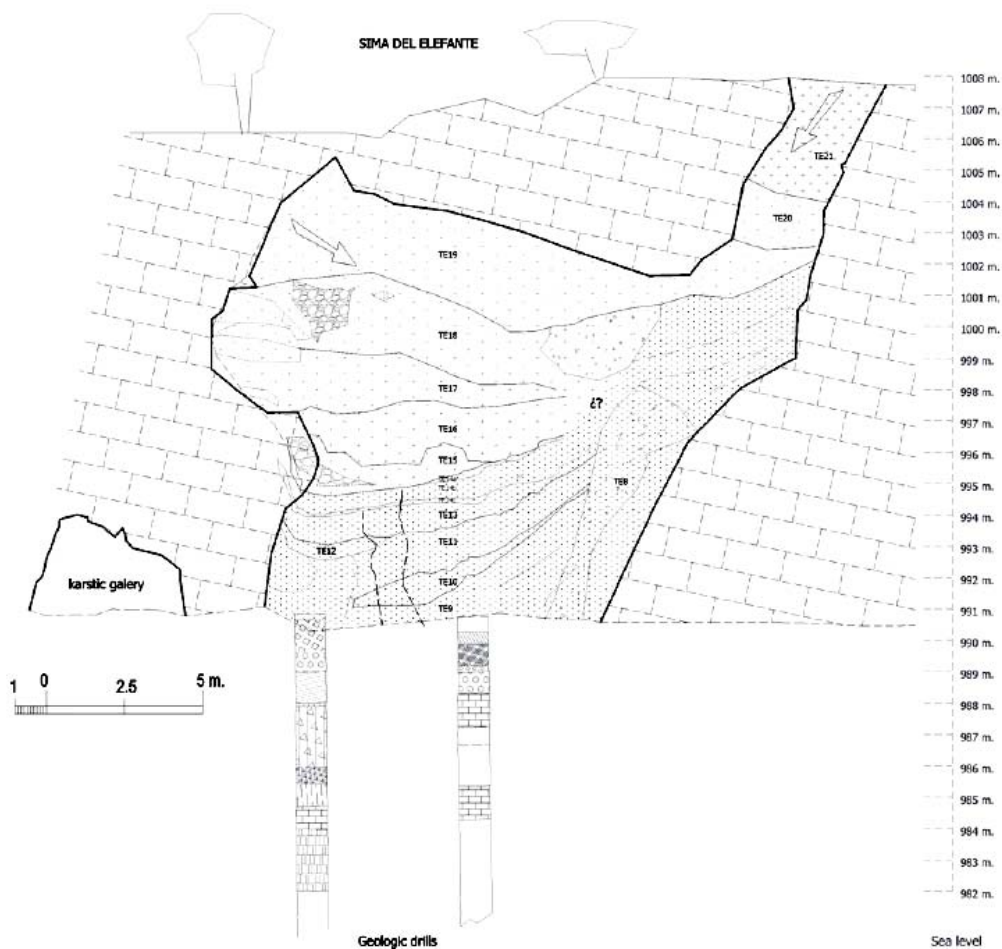 SIMA DEL ELEFANTE
1008 m.
1007 m.
1006 m.
TE21
1005 m.
1004 m.
TE20
1003 m.
TE19
1002 m.
1001 m.
1000 m.
TE18
999 m.
TE17
998 m.
¿?
997 m.
TE16
996 m.
TE15
TE8
995 m.
TE13
994 m.
TE11
TE12
993 m.
karstic galery
TE10
992 m.
TE9
991 m.
990 m.
989 m.
1 0 2.5 5 m.
988 m.
987 m.
986 m.
985 m.
984 m.
983 m.
982 m.
Geologic drills
Sea level